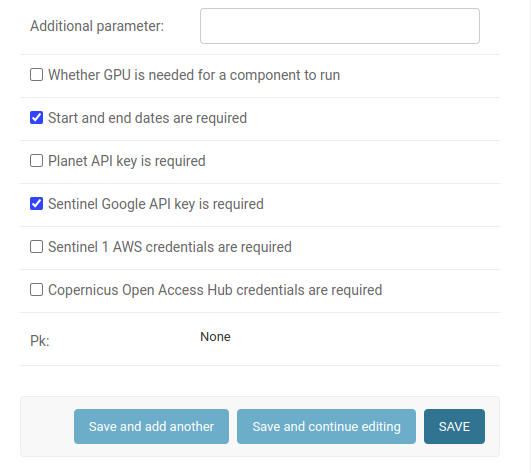 Additional parameter:
Whether GPU is needed for a component to run
Start and end dates are required
Planet API key is required
Sentinel Google API key is required
Sentinel 1 AWS credentials are required
Copernicus Open Access Hub credentials are required
Pk: None
Save and add another Save and continue editing SAVE